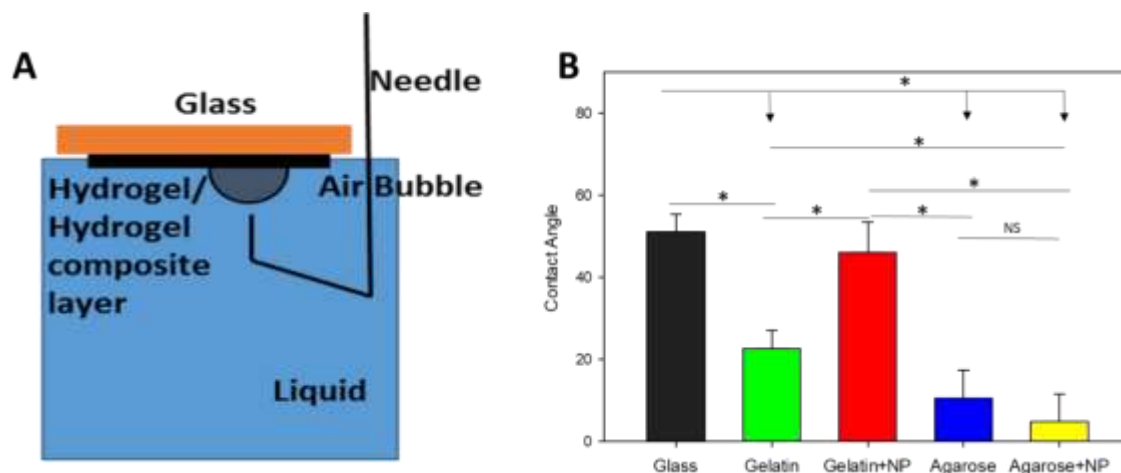 A
Needle
Glass
Air Bubble
Hydrogel/
Hydrogel
composite
layer
Liquid
B
Contact Angle
80
60
40
20
0
*
*
*
*
*
*
NS
Glass
Gelatin
Gelatin+NP
Agarose
Agarose+NP